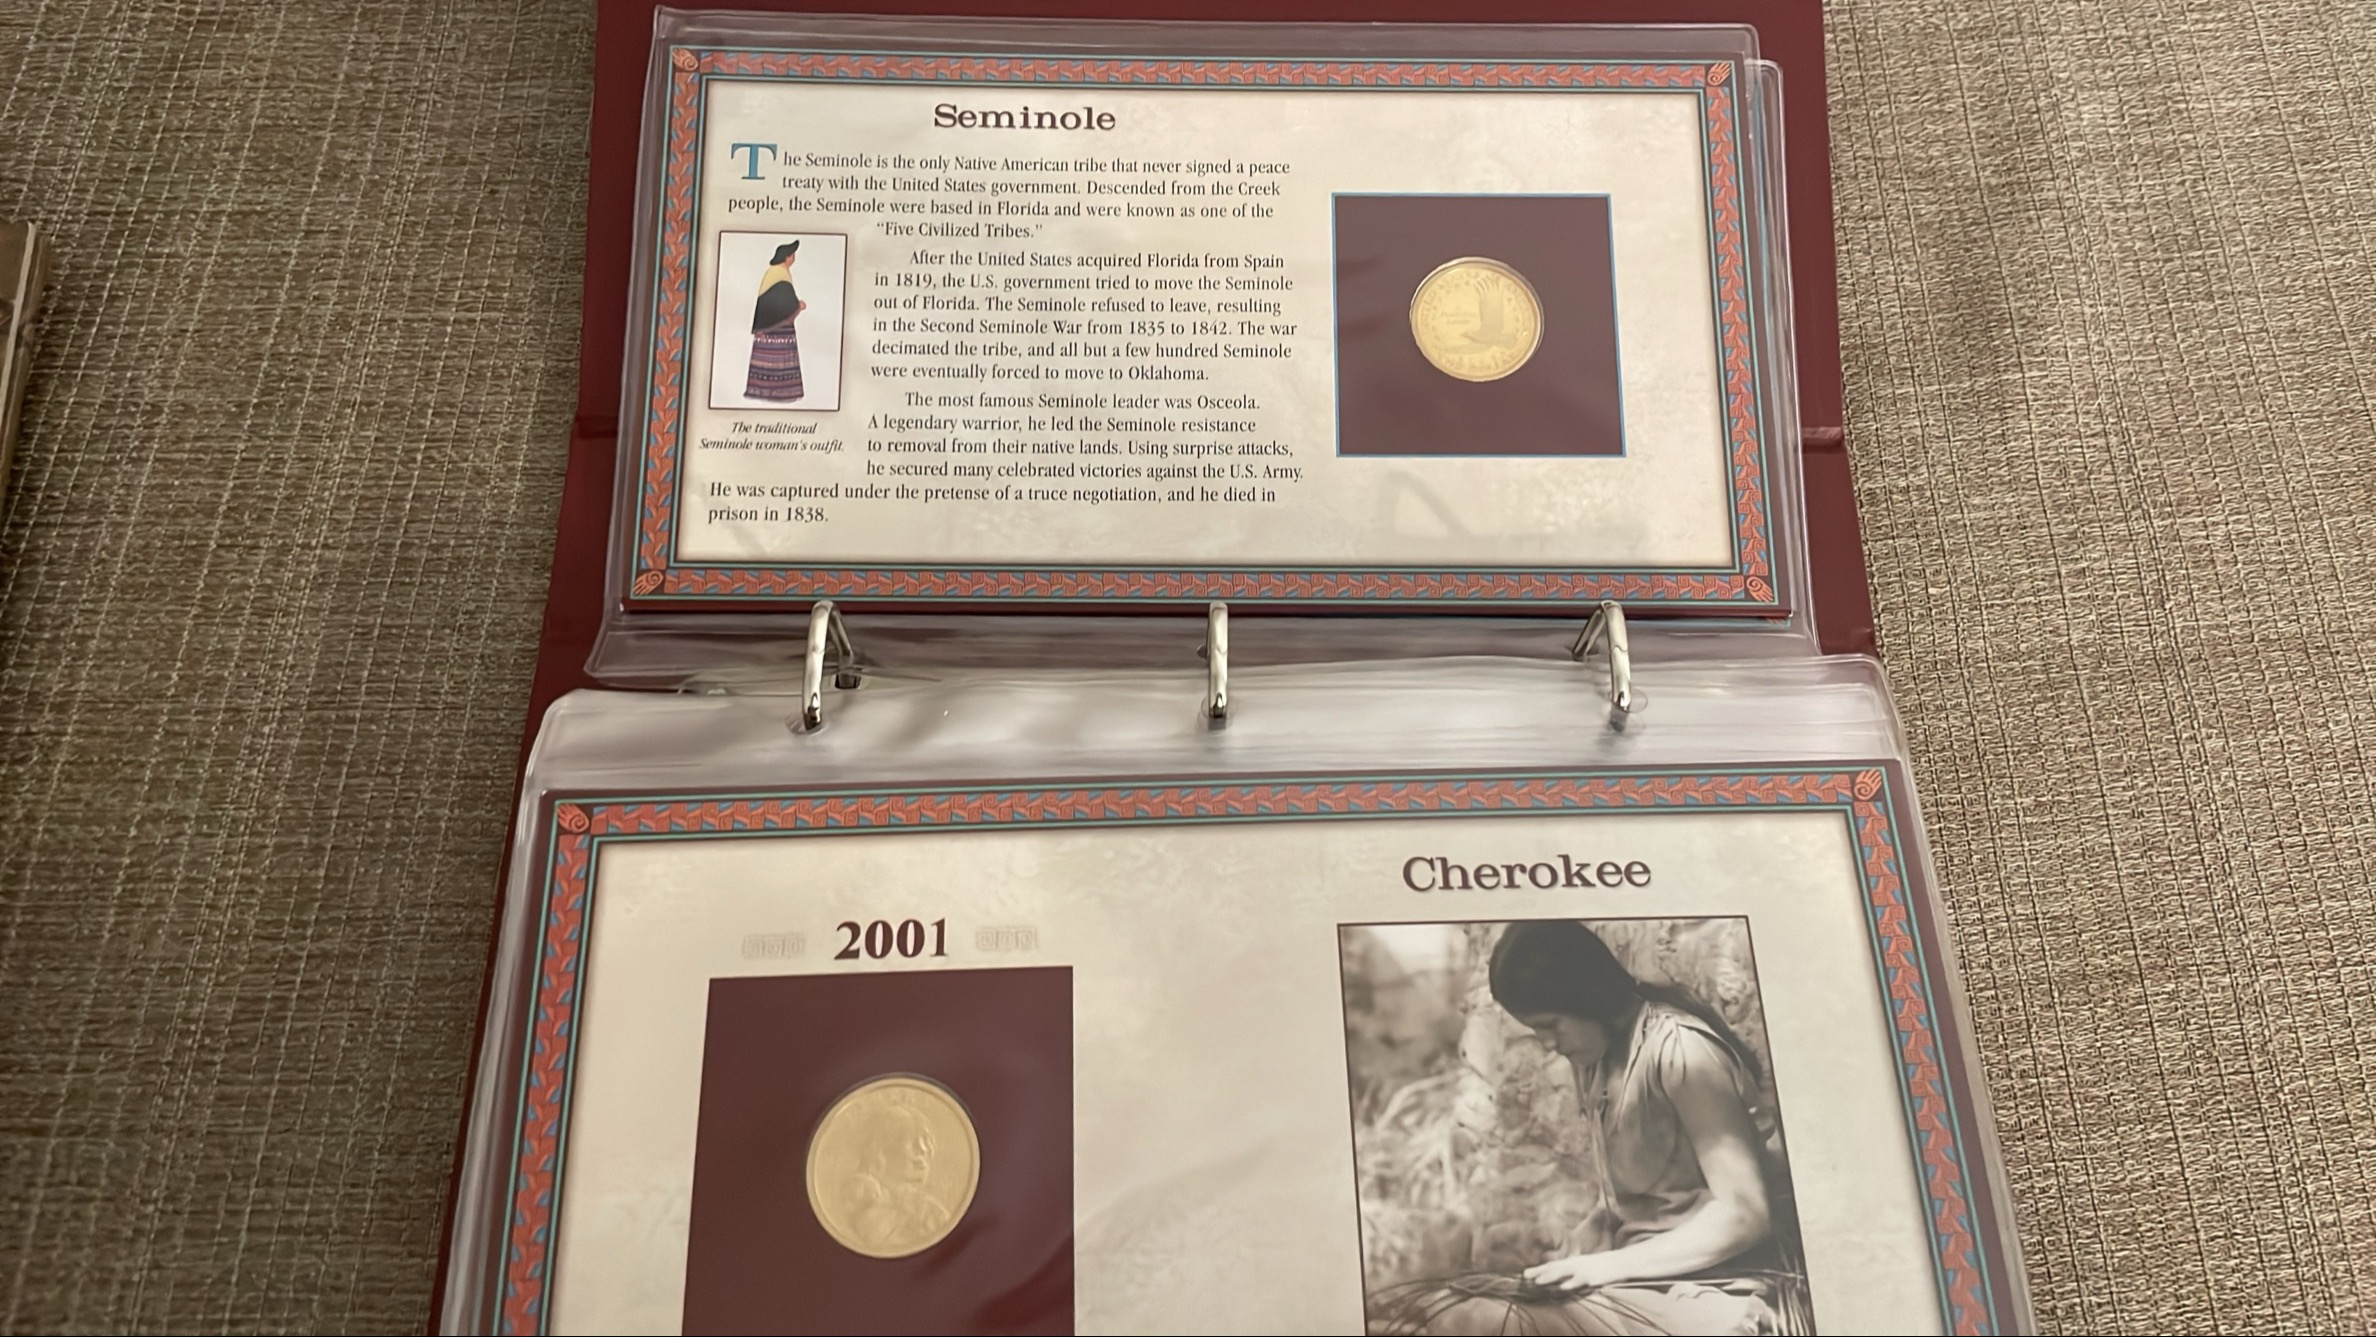 Seminole
The Seminole is the only Native American tribe that never signed a peace
treaty with the United States government. Descended from the Creek
people, the Seminole were based in Florida and were known as one of the
“Five Civilized Tribes.”
After the United States acquired Florida from Spain
in 1819, the U.S. government tried to move the Seminole
out of Florida. The Seminole refused to leave, resulting
in the Second Seminole War from 1835 to 1842. The war
decimated the tribe, and all but a few hundred Seminole
were eventually forced to move to Oklahoma.
The most famous Seminole leader was Osceola.
A legendary warrior, he led the Seminole resistance
to removal from their native lands. Using surprise attacks,
he secured many celebrated victories against the U.S. Army.
He was captured under the pretense of a truce negotiation, and he died in
prison in 1838.
The traditional
Seminole woman's outfit.
Cherokee
2001